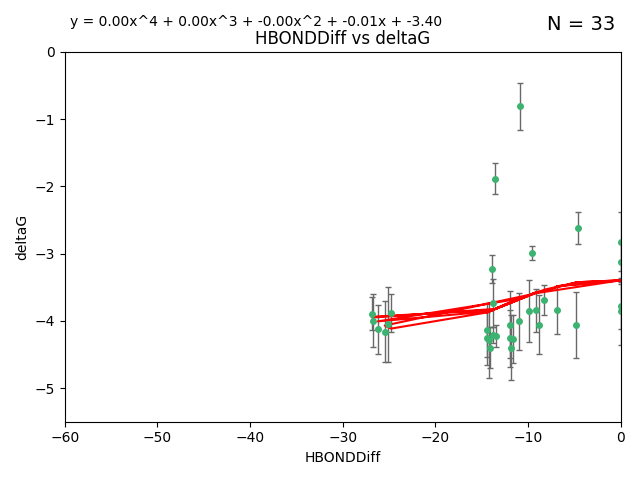 y = 0.00x^4 + 0.00x^3 + -0.00x^2 + -0.01x + -3.40
N = 33
HBONDDiff vs deltaG
0
−1
−2
−3
−4
−5
deltaG
−60 −50 −40 −30 −20 −10 0
HBONDDiff